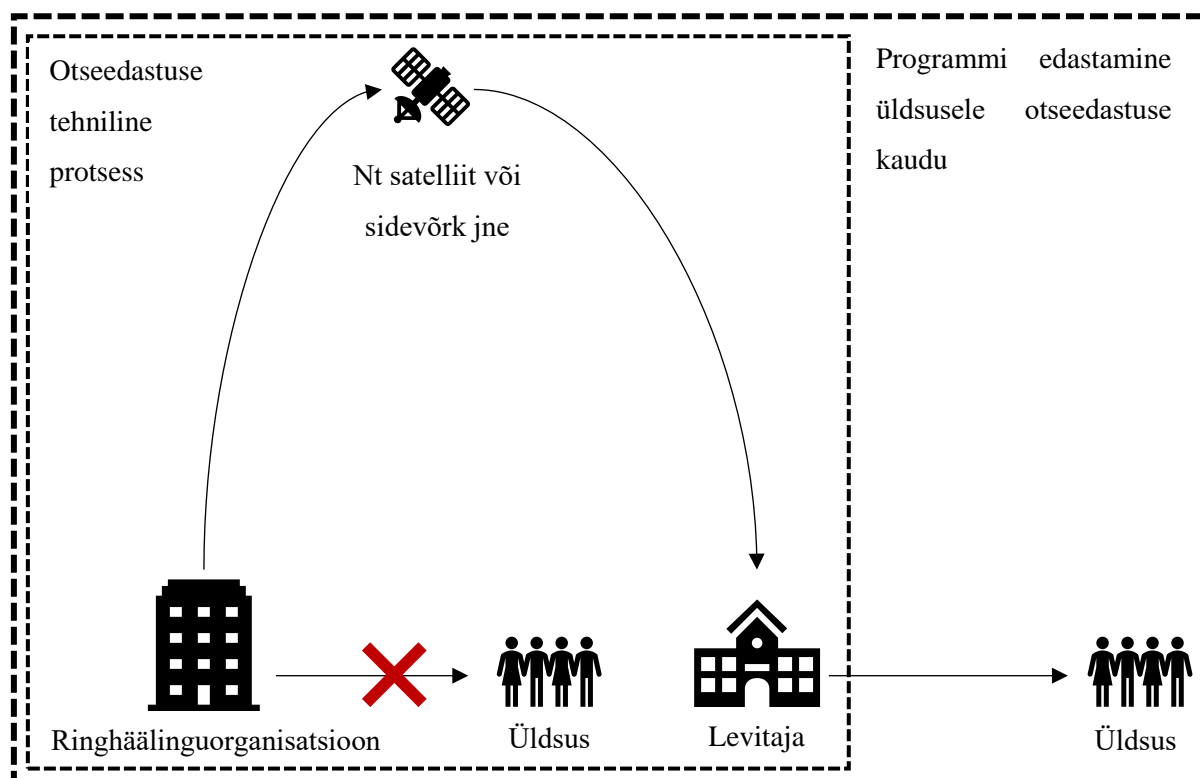 Otseedastuse
tehniline
protsess
Nt satelliit või
sidevõrk jne
Programmi edastamine
üldsusele otseedastuse
kaudu
Ringhäälinguorganisatsioon
Üldsus
Levitaja
Üldsus